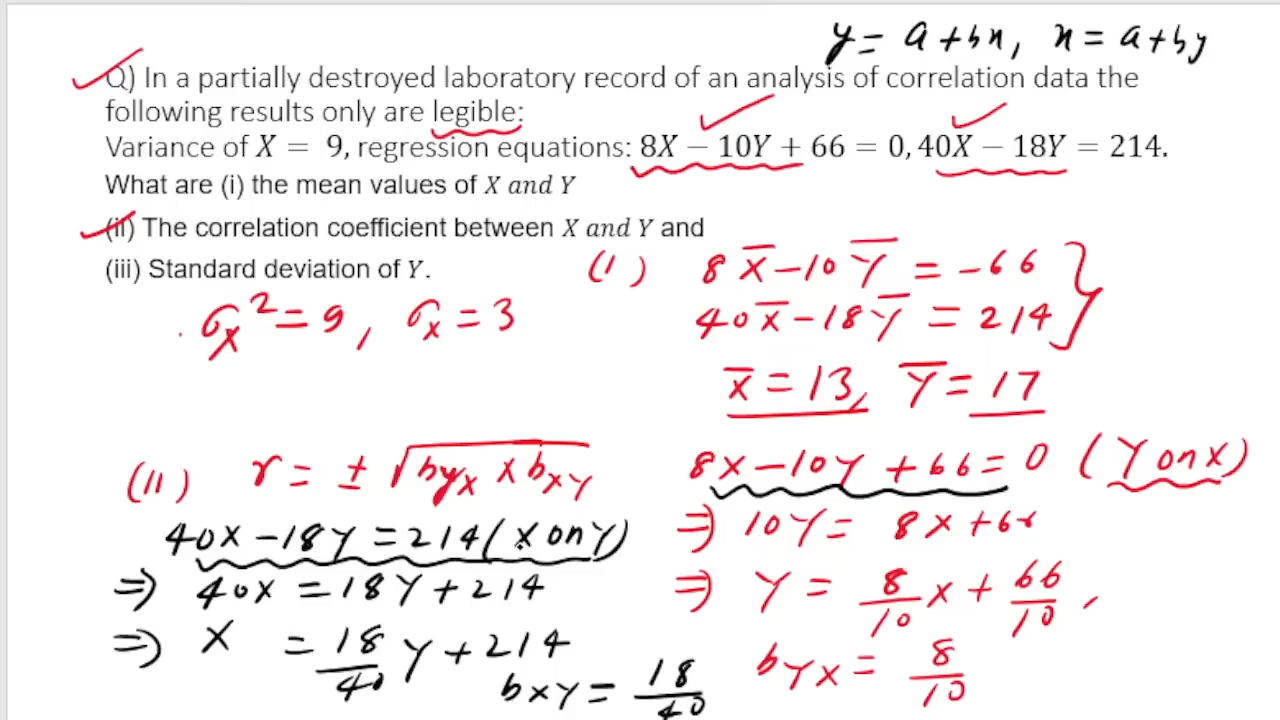 y = a + bx, x = a + by
Q) In a partially destroyed laboratory record of an analysis of correlation data the
following results only are legible:
Variance of X = 9, regression equations: 8X − 10Y + 66 = 0, 40X − 18Y = 214.
What are (i) the mean values of X and Y
(ii) The correlation coefficient between X and Y and
(iii) Standard deviation of Y.
(I) 8X̅ − 10Y̅ = −66
40X̅ − 18Y̅ = 214
σx² = 9, σx = 3
X̅ = 13, Y̅ = 17
(II) r = ± √byx × bxy
40X − 18Y = 214 (X on Y)
⇒ 40X = 18Y + 214
⇒ X = 18/40 Y + 214
bxy = 18/40
8X − 10Y + 66 = 0 (Y on X)
⇒ 10Y = 8X + 66
⇒ Y = 8/10 X + 66/10,
bYX = 8/10